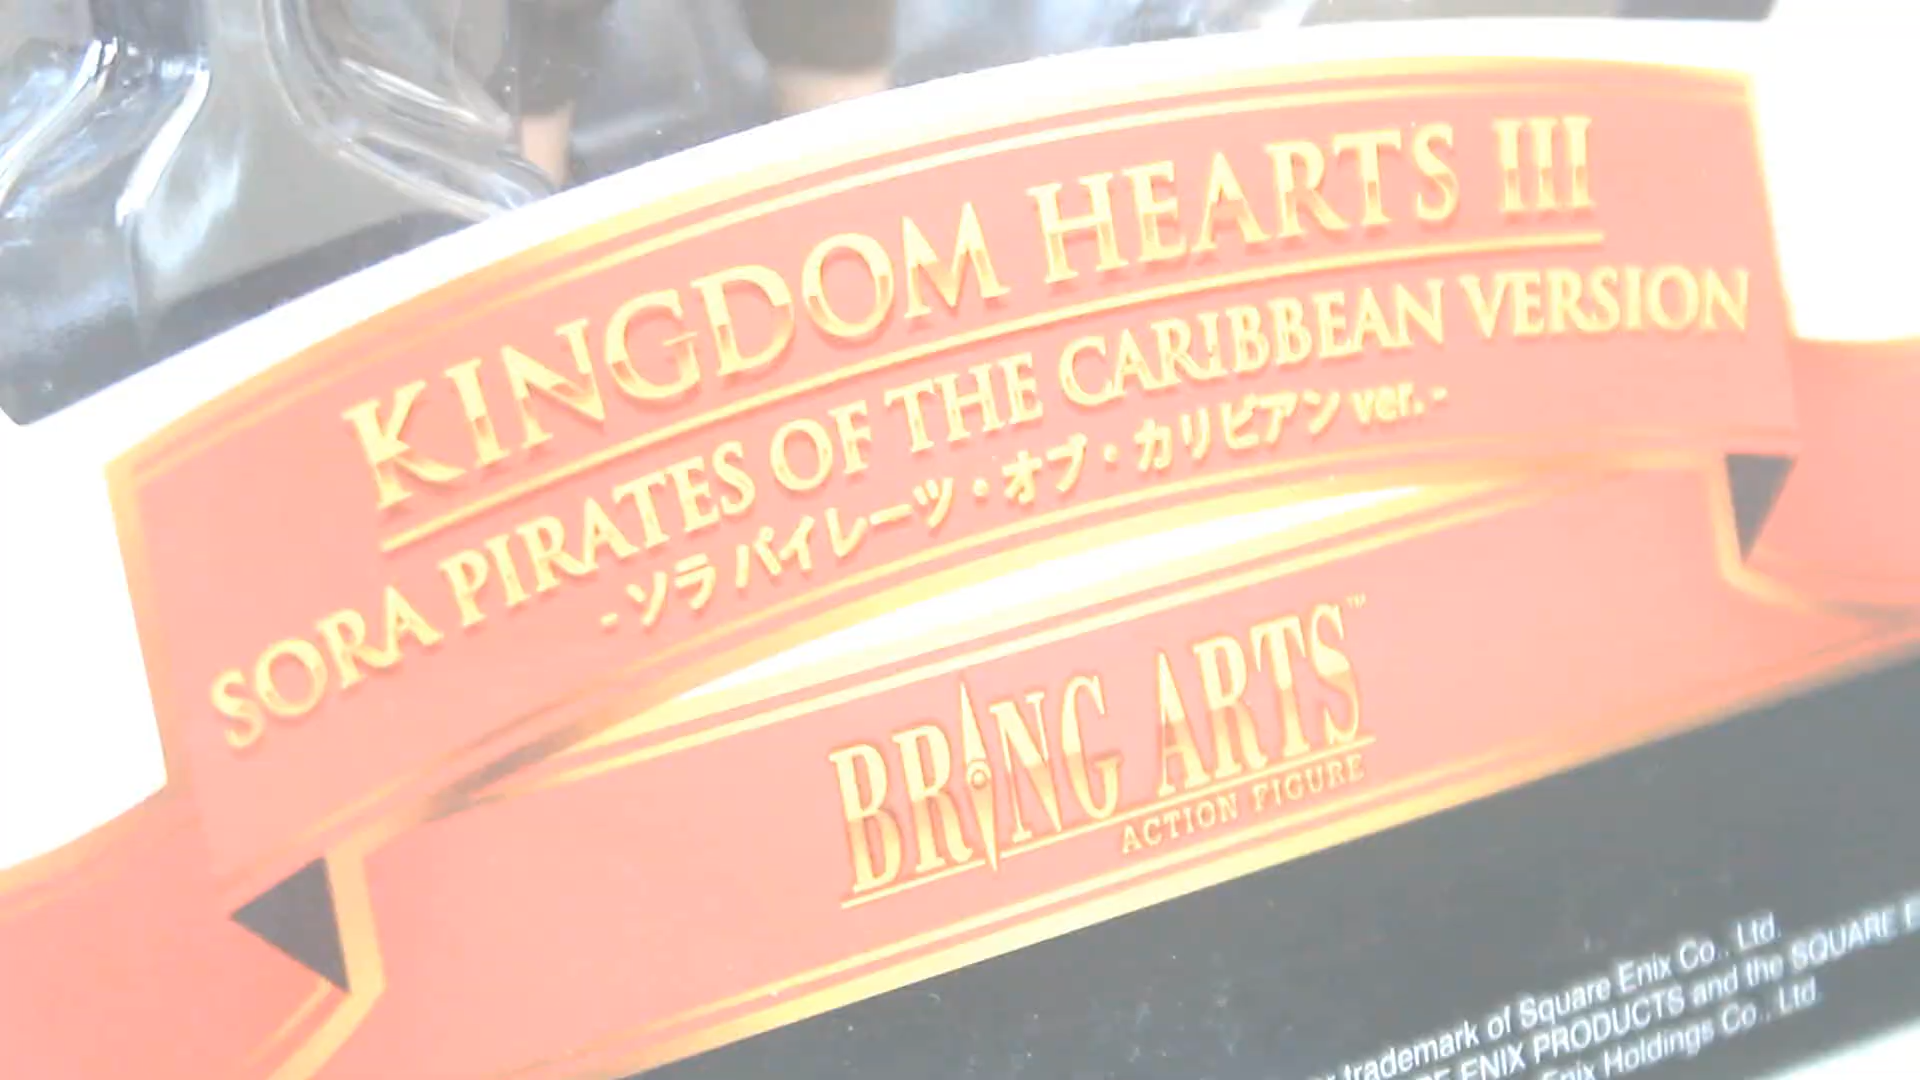 KINGDOM HEARTS III
SORA PIRATES OF THE CARIBBEAN VERSION
- ソラ パイレーツ・オブ・カリビアン ver. -
BRING ARTS™
ACTION FIGURE
trademark of Square Enix Co., Ltd.
ENIX PRODUCTS and the SQUARE
Enix Holdings Co., Ltd.